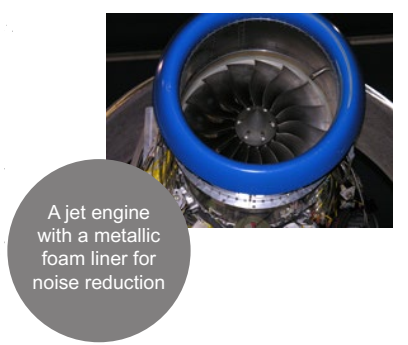 A jet engine
with a metallic
foam liner for
noise reduction